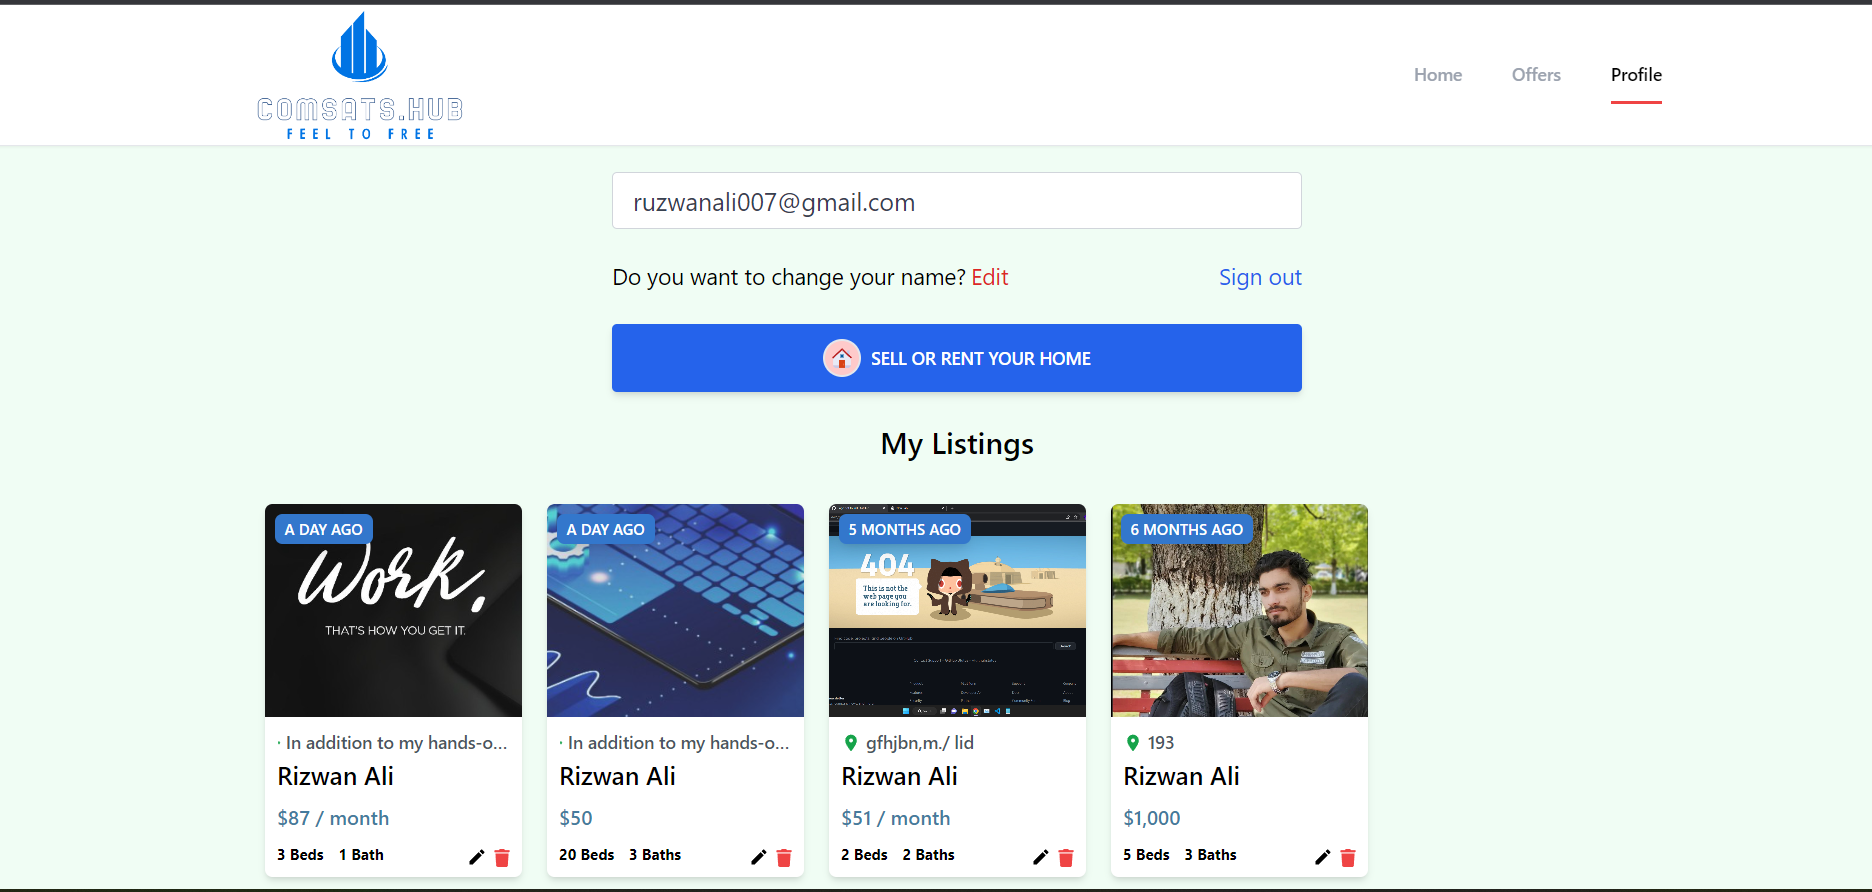 COMSATS.HUB
FEEL TO FREE
Home Offers Profile
ruzwanali007@gmail.com
Do you want to change your name? Edit
Sign out
SELL OR RENT YOUR HOME
My Listings
A DAY AGO
Work.
THAT'S HOW YOU GET IT.
In addition to my hands-o...
Rizwan Ali
$87 / month
3 Beds 1 Bath
A DAY AGO
In addition to my hands-o...
Rizwan Ali
$50
20 Beds 3 Baths
5 MONTHS AGO
404
This is not the
web page you
are looking for.
gfhjbn,m./ lid
Rizwan Ali
$51 / month
2 Beds 2 Baths
6 MONTHS AGO
193
Rizwan Ali
$1,000
5 Beds 3 Baths